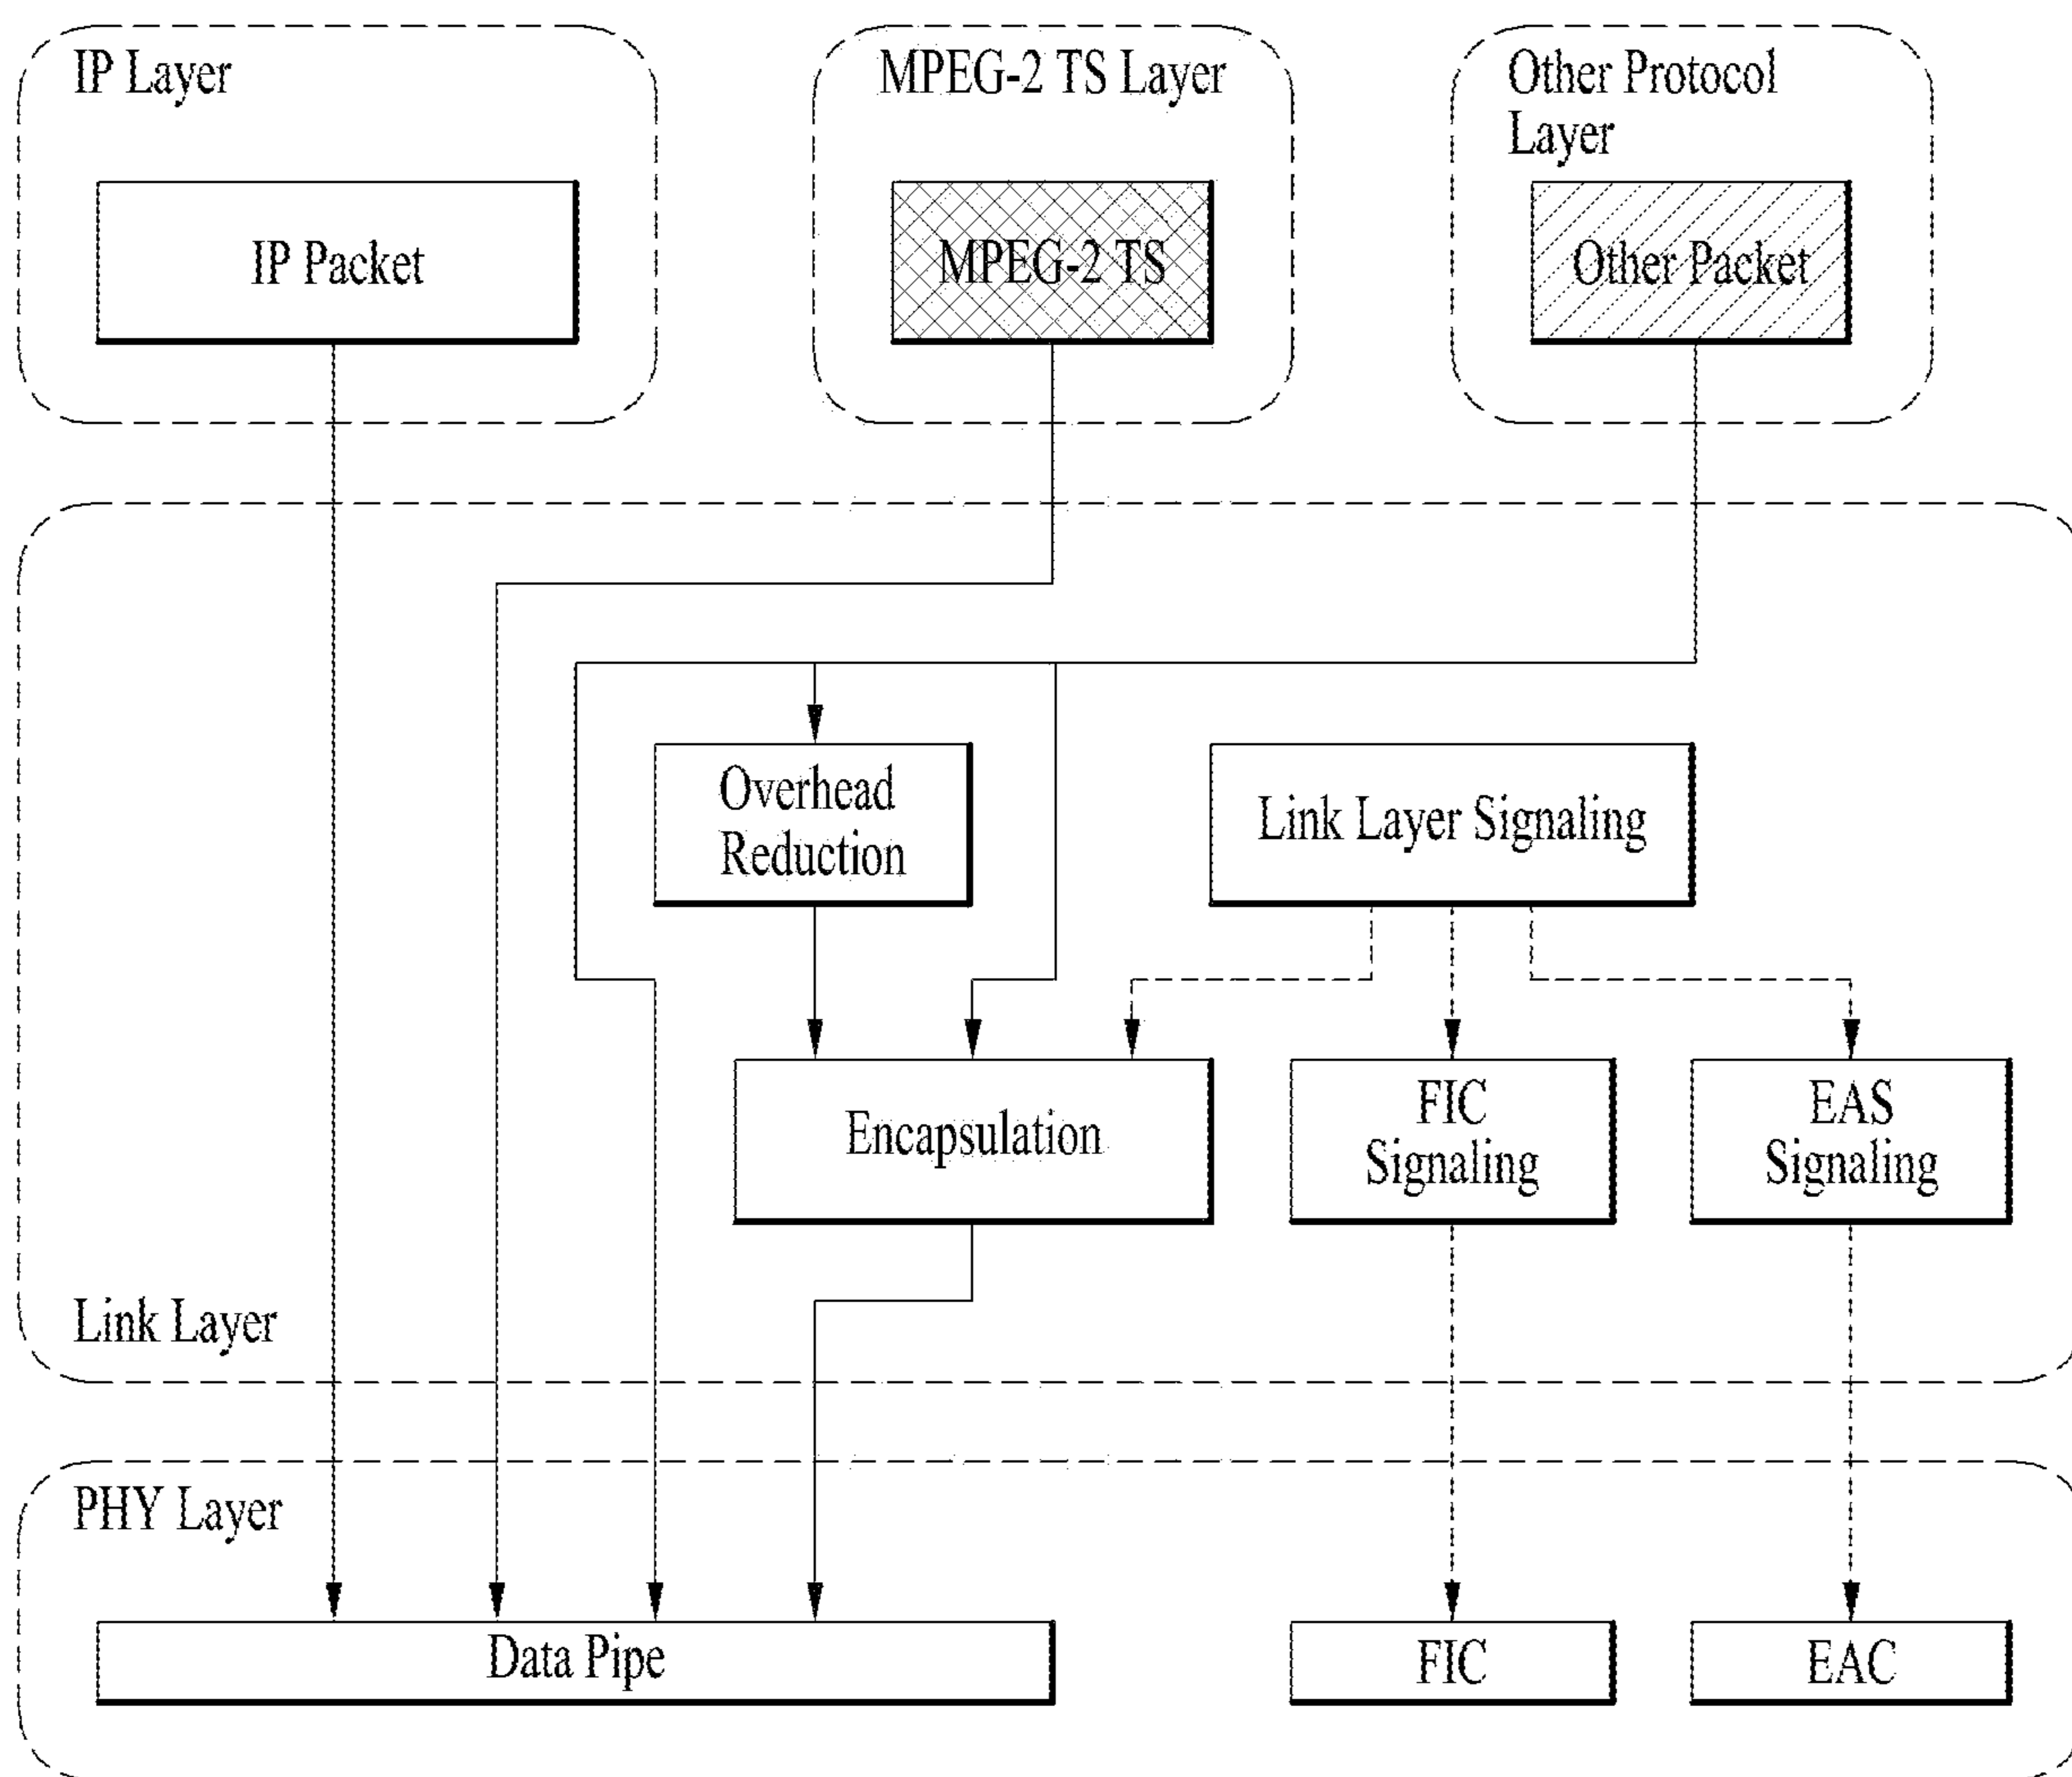 IP Layer
IP Packet
MPEG-2 TS Layer
MPEG-2 TS
Other Protocol
Layer
Other Packet
Overhead
Reduction
Link Layer Signaling
Encapsulation
FIC
Signaling
EAS
Signaling
Link Layer
PHY Layer
Data Pipe
FIC
EAC